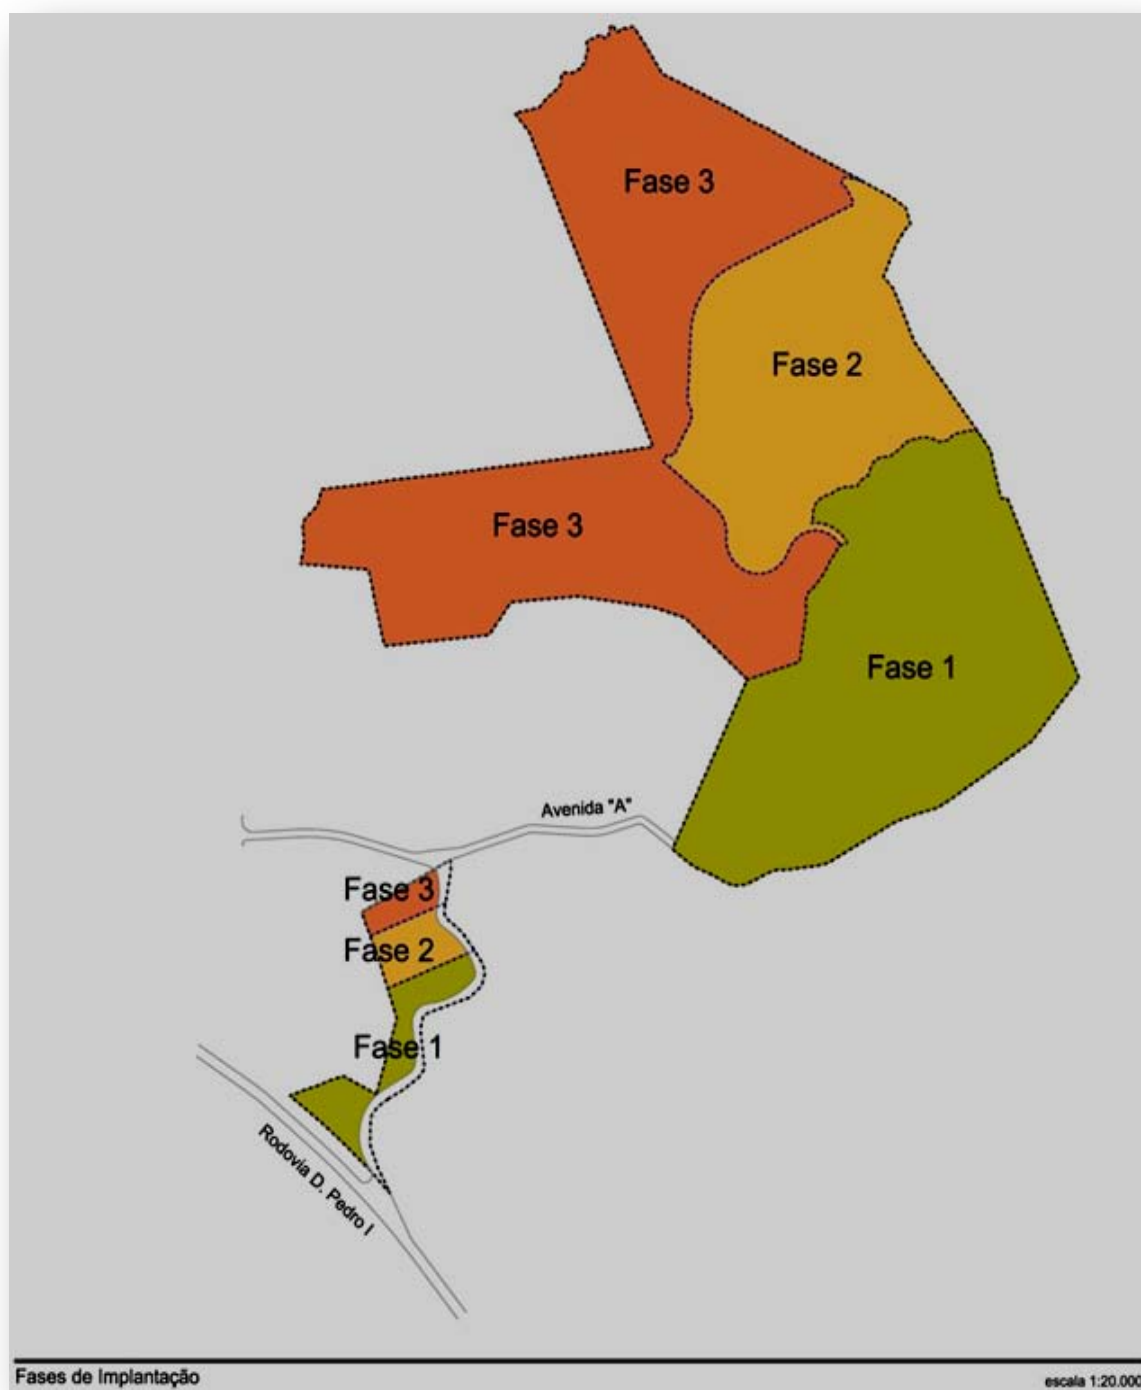 Fase 3
Fase 2
Fase 3
Fase 1
Avenida "A"
Fase 3
Fase 2
Fase 1
Rodovia D. Pedro I
Fases de Implantação
escala 1:20.000